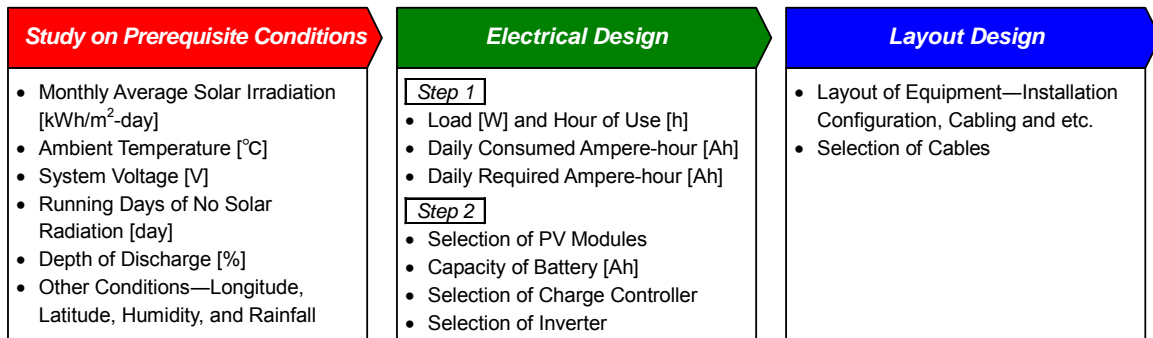 Study on Prerequisite Conditions
• Monthly Average Solar Irradiation
[kWh/m²-day]
• Ambient Temperature [℃]
• System Voltage [V]
• Running Days of No Solar
Radiation [day]
• Depth of Discharge [%]
• Other Conditions—Longitude,
Latitude, Humidity, and Rainfall
Electrical Design
Step 1
• Load [W] and Hour of Use [h]
• Daily Consumed Ampere-hour [Ah]
• Daily Required Ampere-hour [Ah]
Step 2
• Selection of PV Modules
• Capacity of Battery [Ah]
• Selection of Charge Controller
• Selection of Inverter
Layout Design
• Layout of Equipment—Installation
Configuration, Cabling and etc.
• Selection of Cables